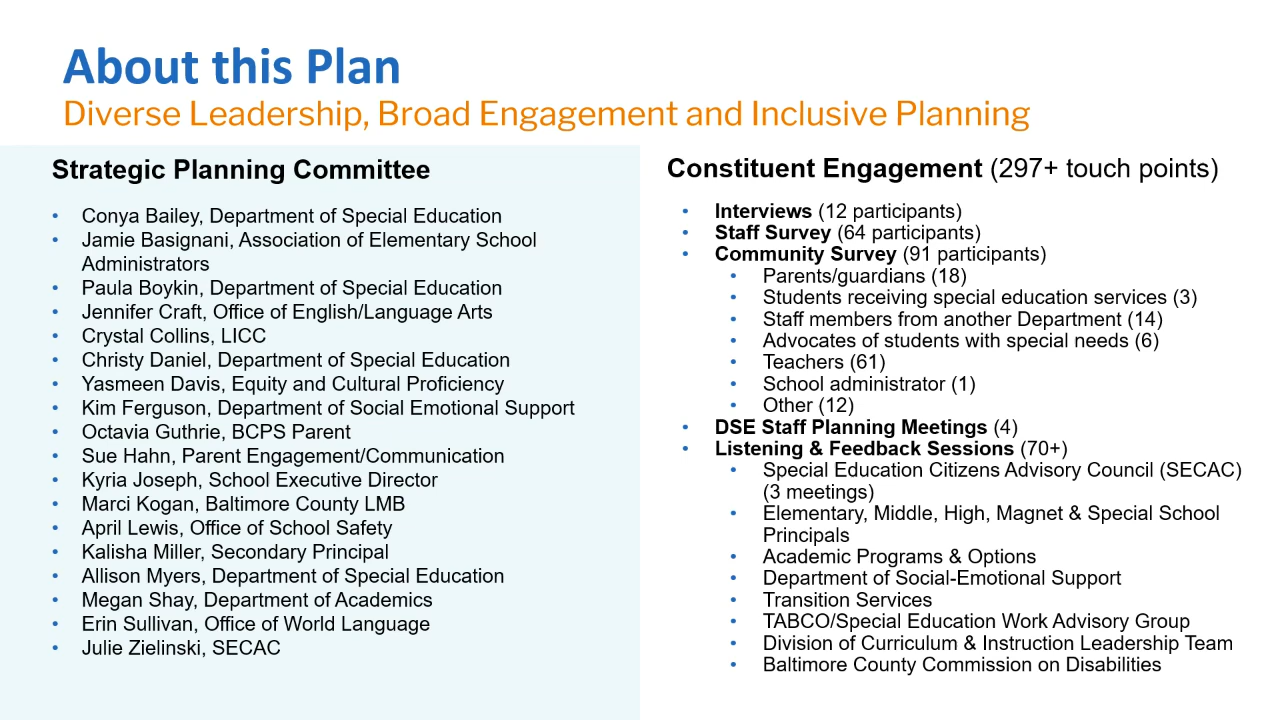 About this Plan
Diverse Leadership, Broad Engagement and Inclusive Planning
Strategic Planning Committee
• Conya Bailey, Department of Special Education
• Jamie Basignani, Association of Elementary School
Administrators
• Paula Boykin, Department of Special Education
• Jennifer Craft, Office of English/Language Arts
• Crystal Collins, LICC
• Christy Daniel, Department of Special Education
• Yasmeen Davis, Equity and Cultural Proficiency
• Kim Ferguson, Department of Social Emotional Support
• Octavia Guthrie, BCPS Parent
• Sue Hahn, Parent Engagement/Communication
• Kyria Joseph, School Executive Director
• Marci Kogan, Baltimore County LMB
• April Lewis, Office of School Safety
• Kalisha Miller, Secondary Principal
• Allison Myers, Department of Special Education
• Megan Shay, Department of Academics
• Erin Sullivan, Office of World Language
• Julie Zielinski, SECAC
Constituent Engagement (297+ touch points)
• Interviews (12 participants)
• Staff Survey (64 participants)
• Community Survey (91 participants)
• Parents/guardians (18)
• Students receiving special education services (3)
• Staff members from another Department (14)
• Advocates of students with special needs (6)
• Teachers (61)
• School administrator (1)
• Other (12)
• DSE Staff Planning Meetings (4)
• Listening & Feedback Sessions (70+)
• Special Education Citizens Advisory Council (SECAC)
(3 meetings)
• Elementary, Middle, High, Magnet & Special School
Principals
• Academic Programs & Options
• Department of Social-Emotional Support
• Transition Services
• TABCO/Special Education Work Advisory Group
• Division of Curriculum & Instruction Leadership Team
• Baltimore County Commission on Disabilities